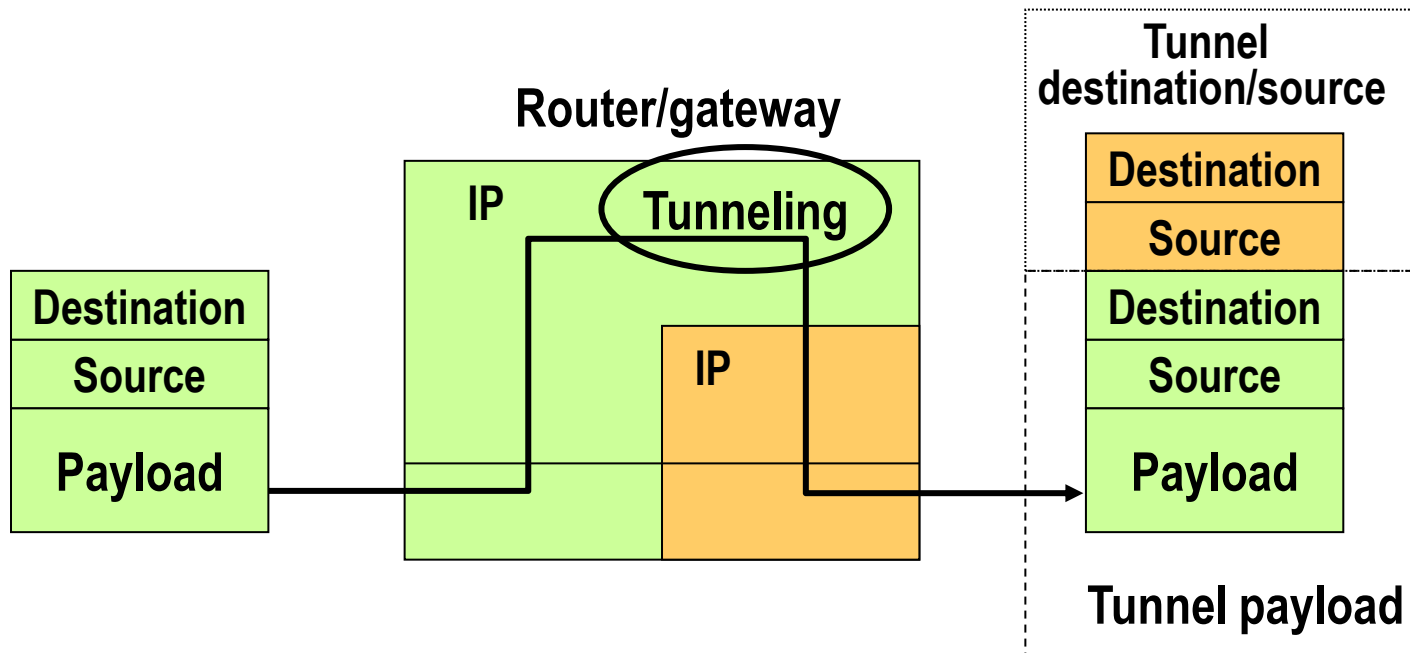 Tunnel
destination/source
Router/gateway
Destination
IP
Tunneling
Source
Destination
Destination
Source
IP
Source
Payload
Payload
Tunnel payload